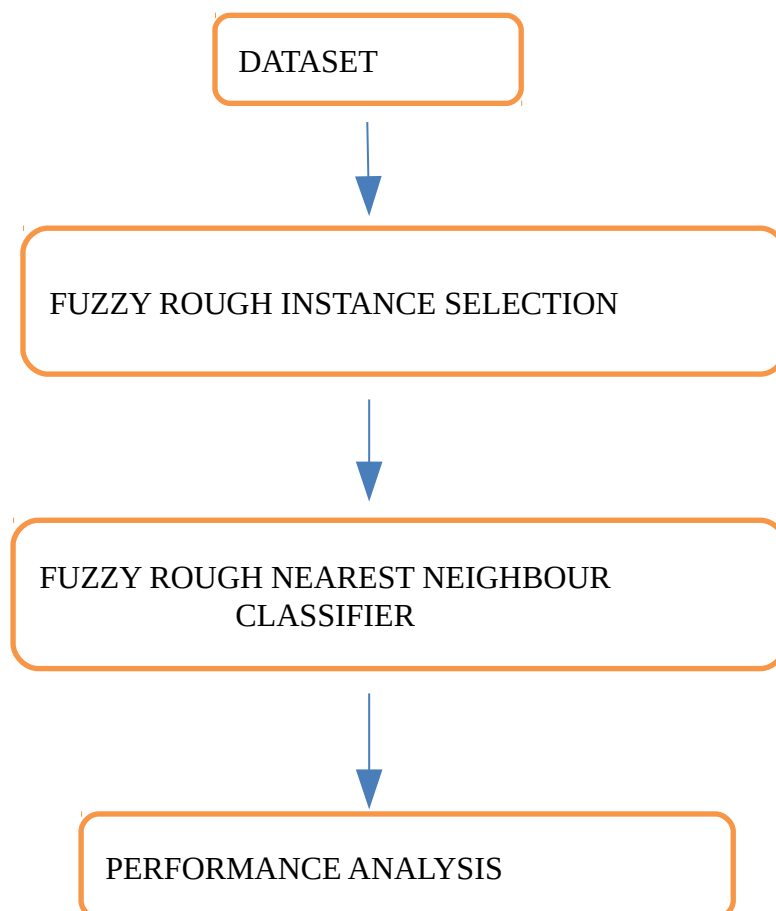 DATASET
FUZZY ROUGH INSTANCE SELECTION
FUZZY ROUGH NEAREST NEIGHBOUR
CLASSIFIER
PERFORMANCE ANALYSIS